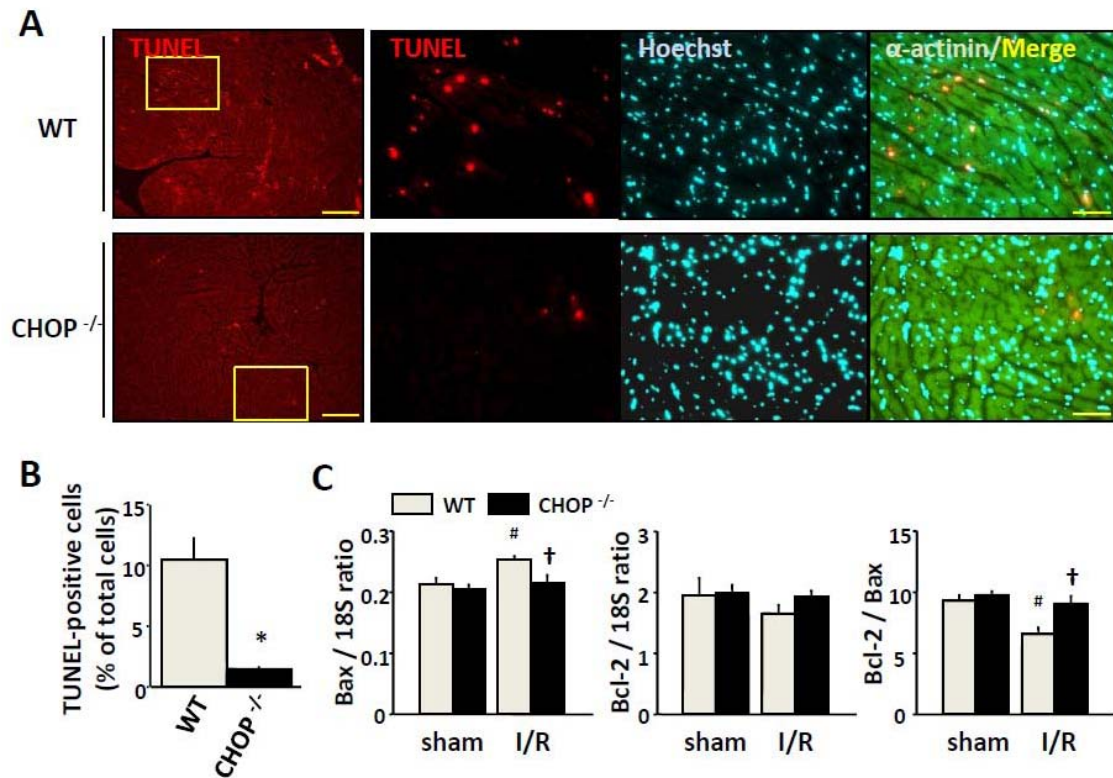 A
TUNEL TUNEL Hoechst α-actinin/Merge
WT
CHOP -/-
B
TUNEL-positive cells
(% of total cells)
15
10
5
0
*
WT
CHOP -/-
C
WT CHOP -/-
Bax / 18S ratio
0.3
0.2
0.1
0
# †
sham I/R
Bcl-2 / 18S ratio
3
2
1
0
sham I/R
Bcl-2 / Bax
15
10
5
0
# †
sham I/R